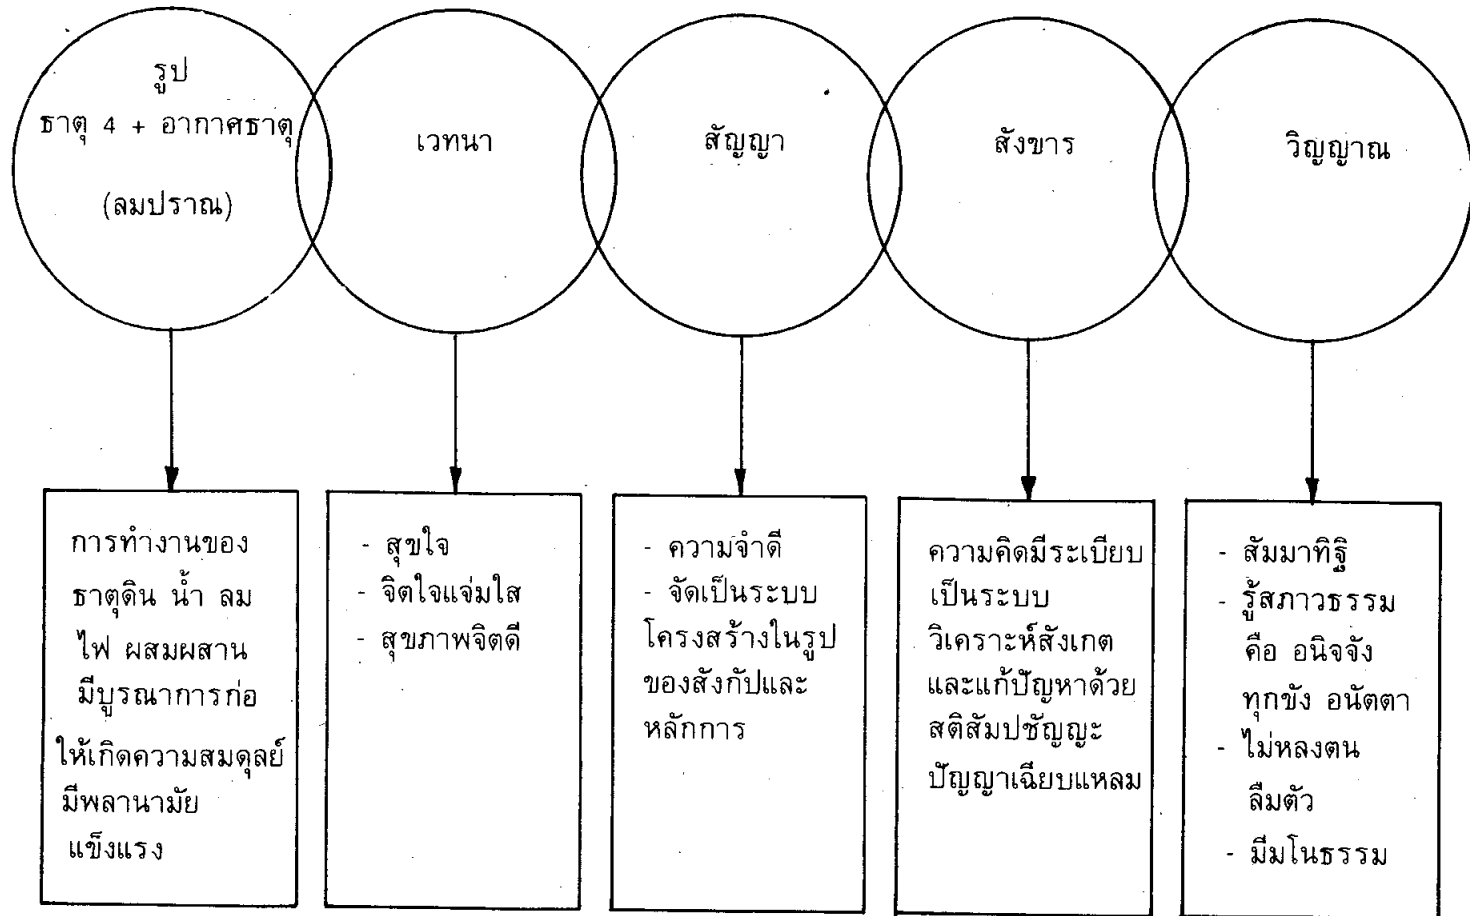 รูป
ธาตุ 4 + อากาศธาตุ
(ลมปราณ)
เวทนา
สัญญา
สังขาร
วิญญาณ
การทำงานของ
ธาตุดิน น้ำ ลม
ไฟ ผสมผสาน
มีบูรณาการก่อ
ให้เกิดความสมดุลย์
มีพลานามัย
แข็งแรง
- สุขใจ
- จิตใจแจ่มใส
- สุขภาพจิตดี
- ความจำดี
- จัดเป็นระบบ
โครงสร้างในรูป
ของสังกัปและ
หลักการ
ความคิดมีระเบียบ
เป็นระบบ
วิเคราะห์สังเกต
และแก้ปัญหาด้วย
สติสัมปชัญญะ
ปัญญาเฉียบแหลม
- สัมมาทิฐิ
- รู้สภาวธรรม
คือ อนิจจัง
ทุกขัง อนัตตา
- ไม่หลงตน
ลืมตัว
- มีมโนธรรม